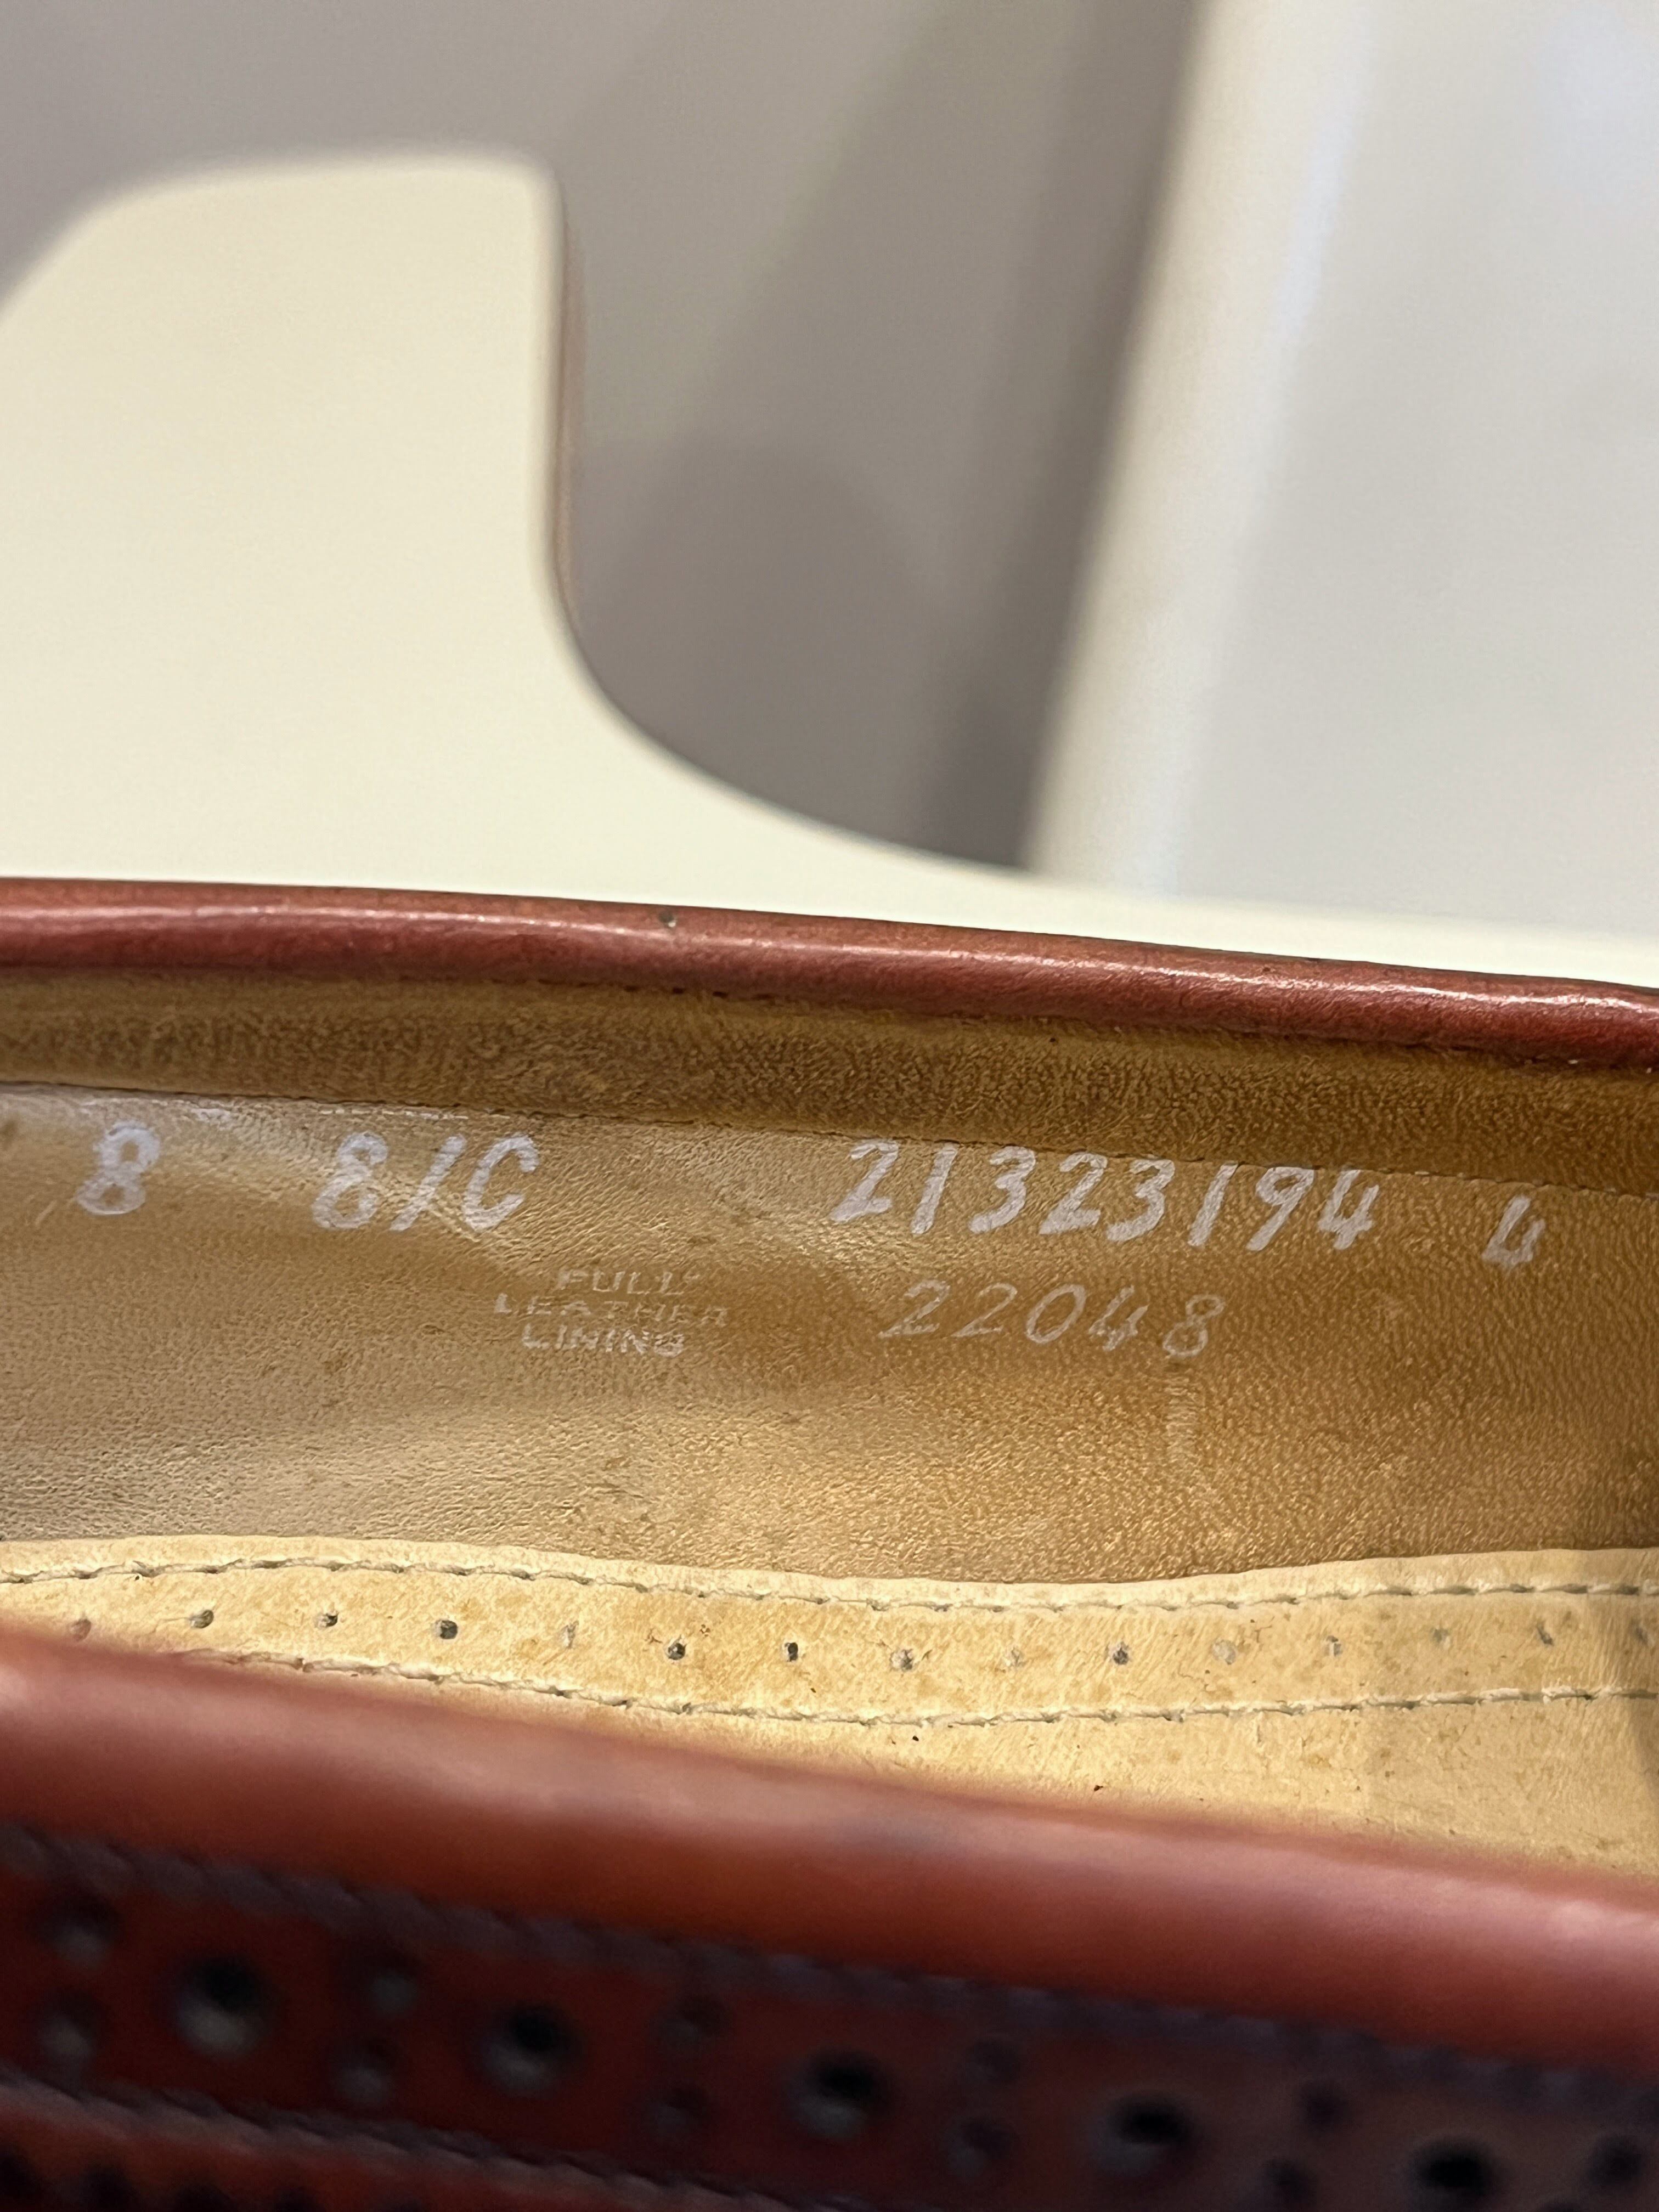 8 8/C 21323194 4
FULL
LEATHER
LINING
22048